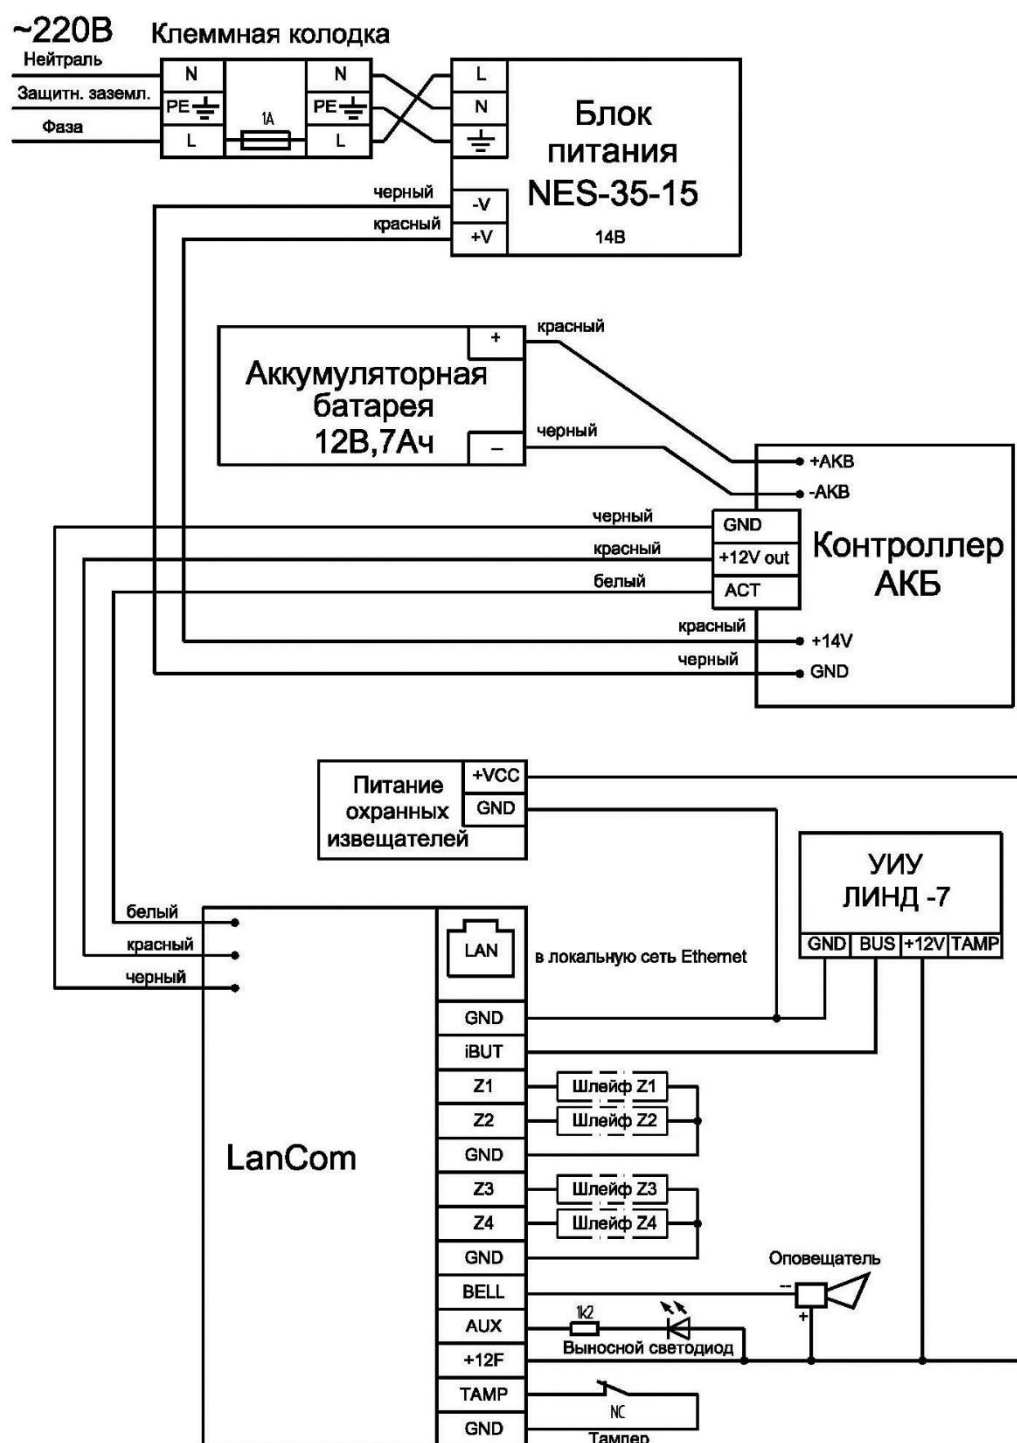 ~220В
Клеммная колодка
Нейтраль
N
N
L
Защитн. заземл.
PE
PE
N
Фаза
L
1А
L
Блок
питания
NES-35-15
14В
черный
-V
красный
+V
Аккумуляторная
батарея
12В,7Ач
+
–
красный
черный
+АКВ
-АКВ
черный
GND
красный
+12V out
белый
ACT
Контроллер
АКБ
красный
+14V
черный
GND
Питание
охранных
извещателей
+VCC
GND
УИУ
ЛИНД -7
GND
BUS
+12V
TAMP
белый
красный
черный
LanCom
LAN
в локальную сеть Ethernet
GND
iBUT
Z1
Шлейф Z1
Z2
Шлейф Z2
GND
Z3
Шлейф Z3
Z4
Шлейф Z4
GND
Оповещатель
BELL
--
+
AUX
1k2
Выносной светодиод
+12F
TAMP
NC
GND
Тампер